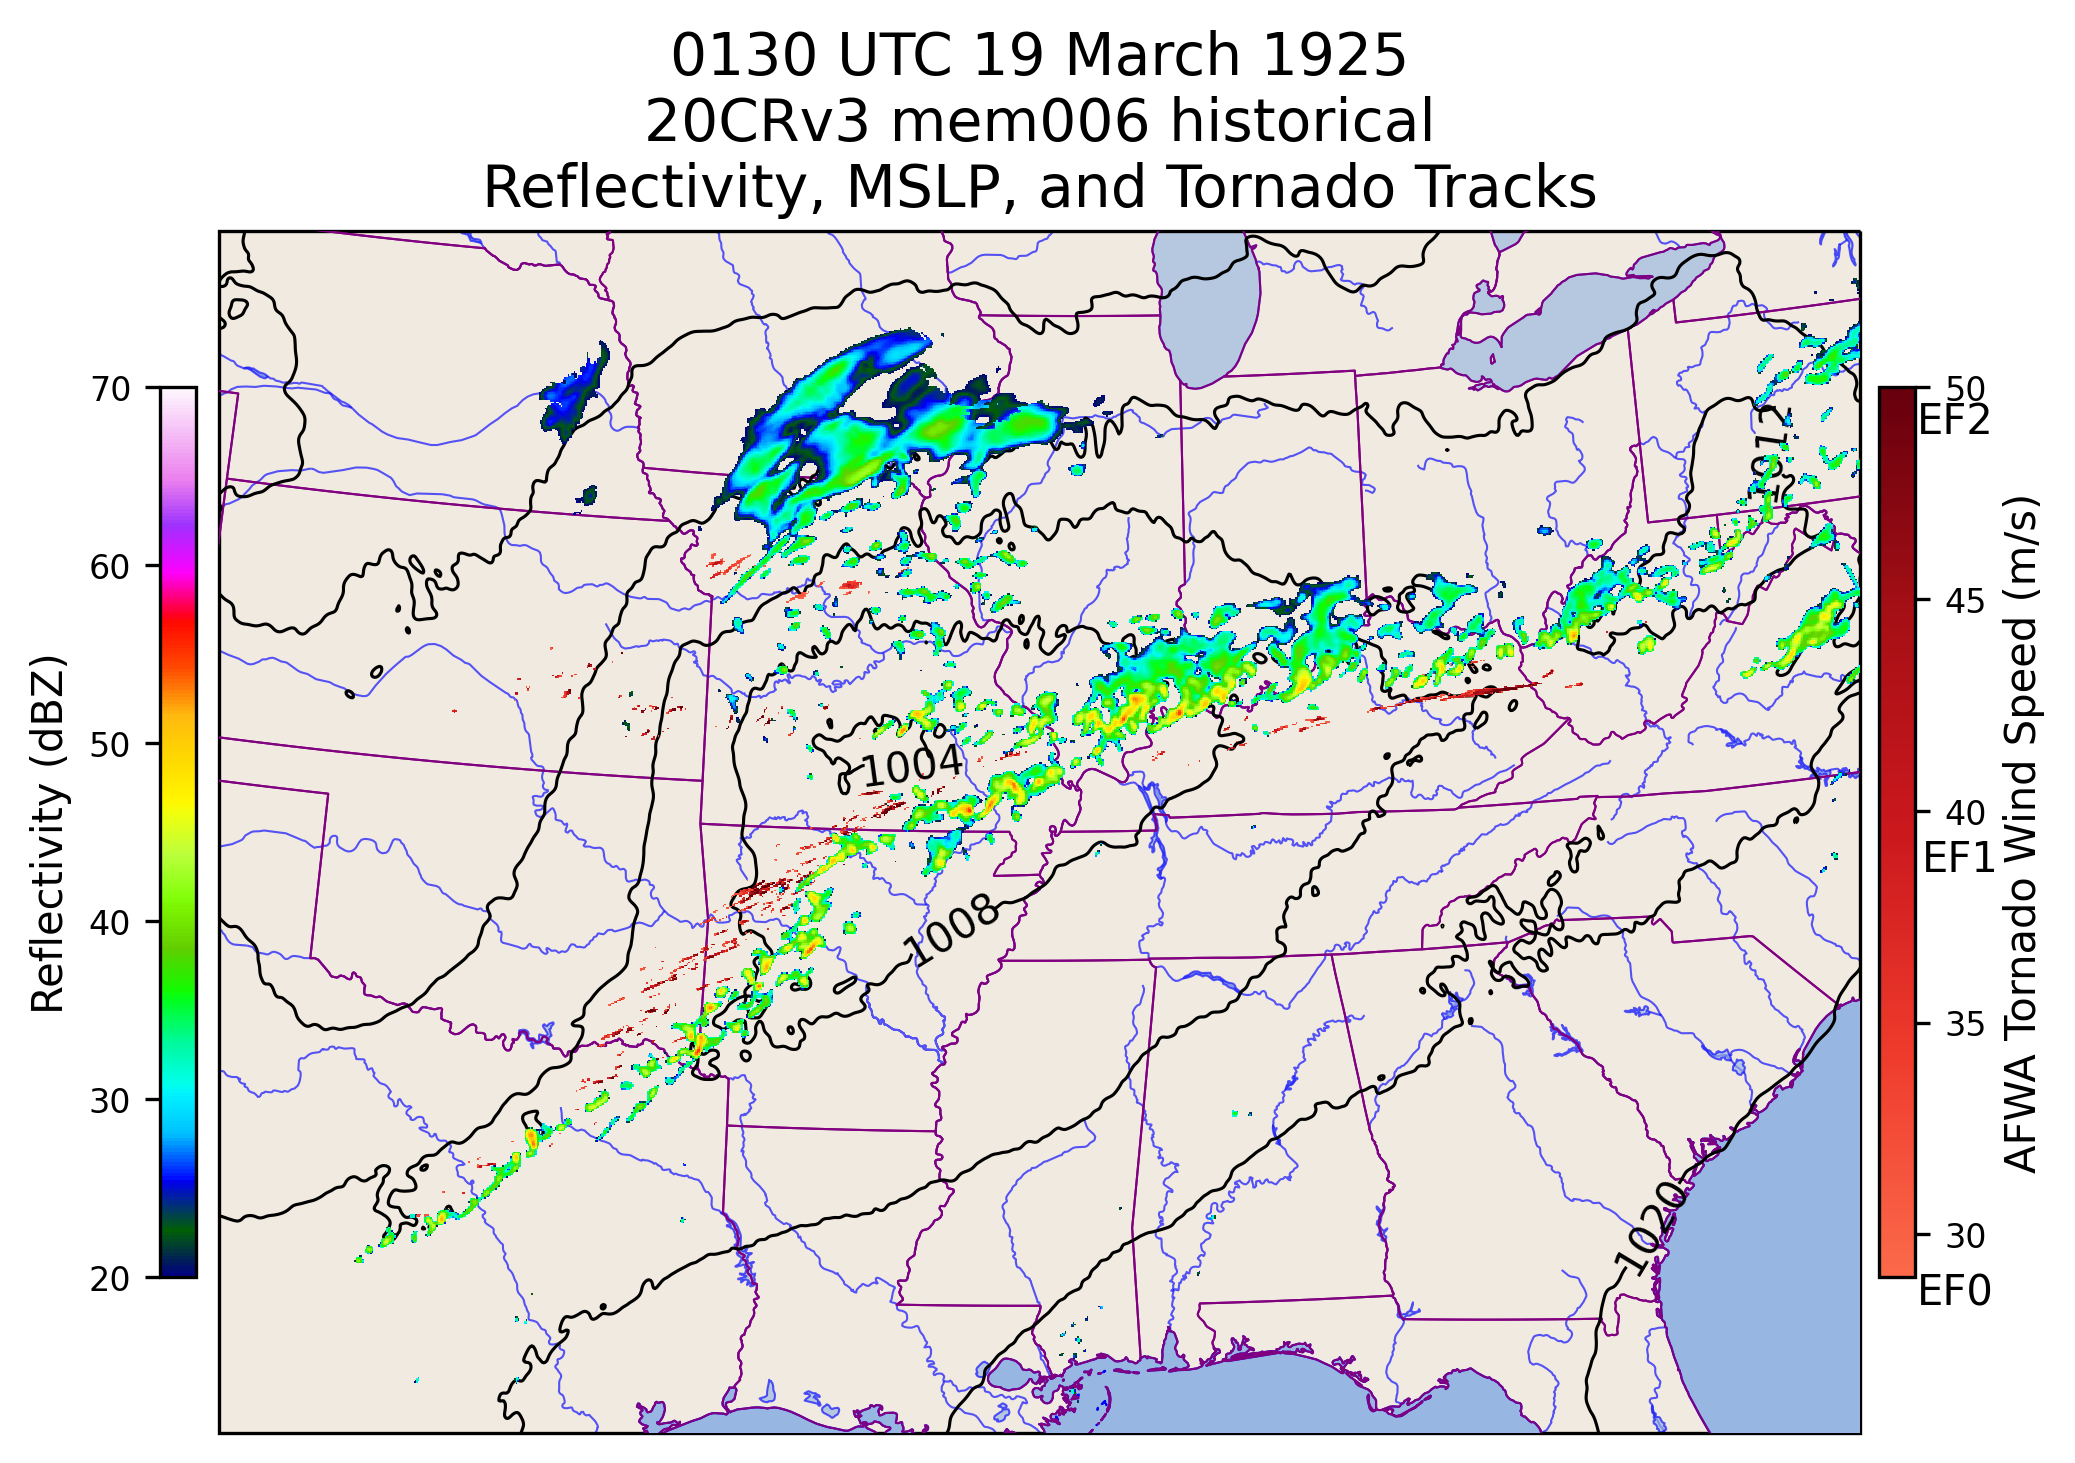 0130 UTC 19 March 1925
20CRv3 mem006 historical
Reflectivity, MSLP, and Tornado Tracks
70
60
50
40
30
20
Reflectivity (dBZ)
1004
1008
1012
1020
50
EF2
45
40
EF1
35
30
EF0
AFWA Tornado Wind Speed (m/s)